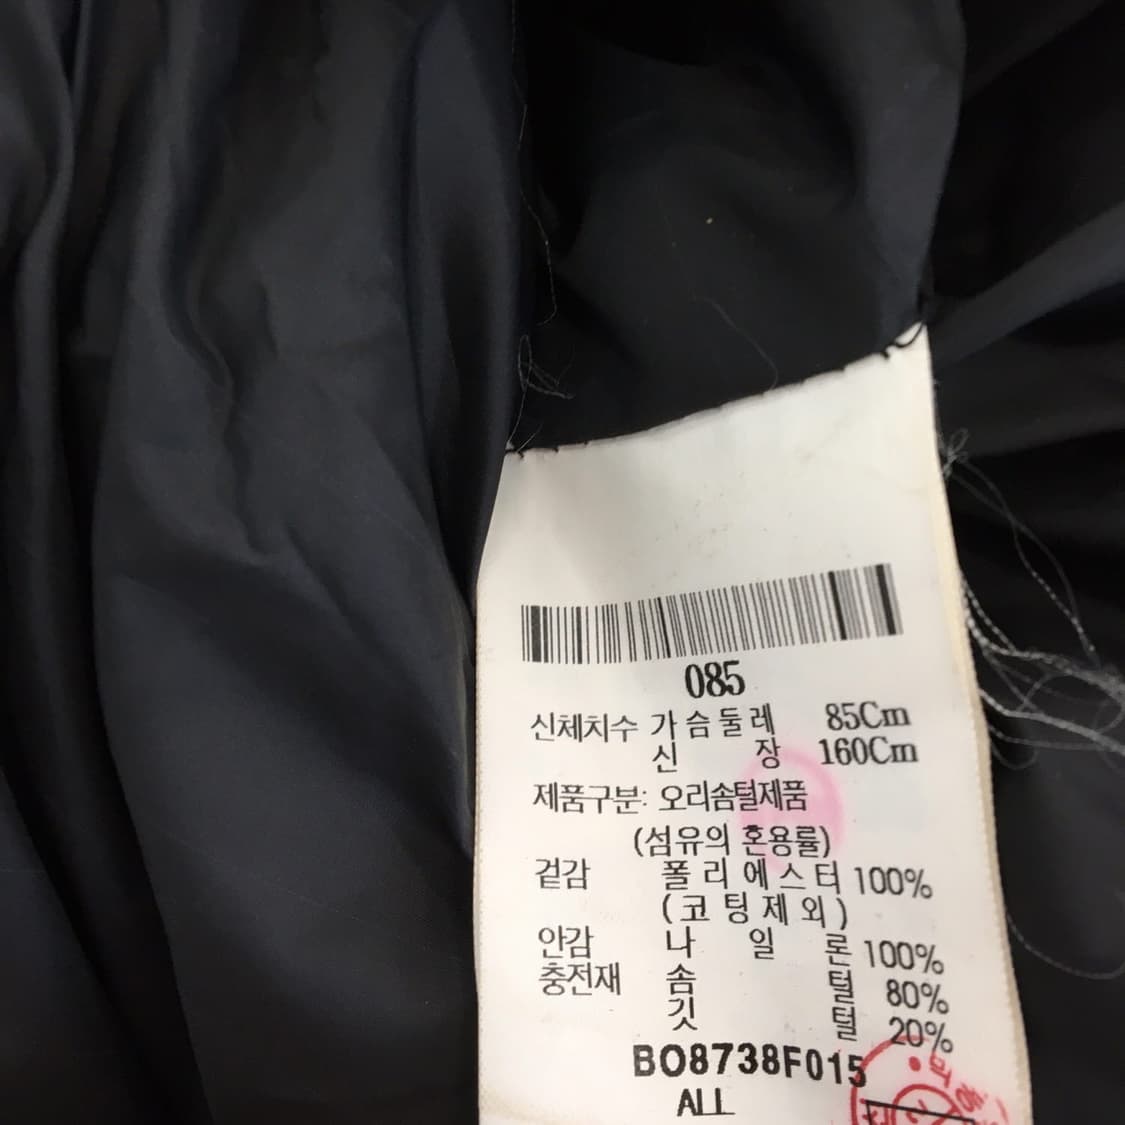 085
신체치수 가슴둘레 85Cm
신장 160Cm
제품구분: 오리솜털제품
(섬유의 혼용률)
겉감 폴리에스터 100%
(코팅제외)
안감 나일론 100%
충전재 솜털 80%
깃털 20%
BO8738F015
ALL